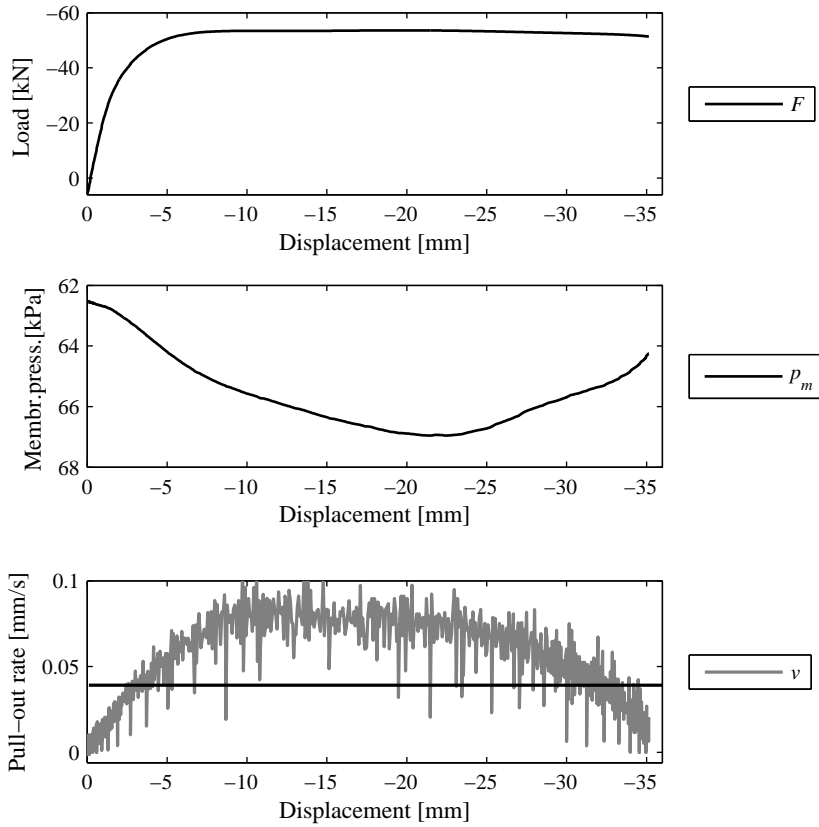 −60
−40
−20
0
Load [kN]
0 −5 −10 −15 −20 −25 −30 −35
Displacement [mm]
F
62
64
66
68
Membr.press.[kPa]
0 −5 −10 −15 −20 −25 −30 −35
Displacement [mm]
p_m
0.1
0.05
0
Pull−out rate [mm/s]
0 −5 −10 −15 −20 −25 −30 −35
Displacement [mm]
v